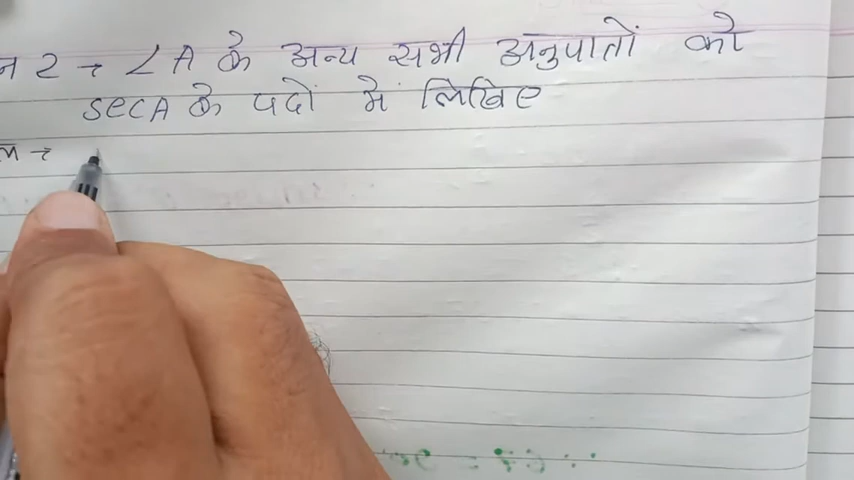 न 2 → ∠A के अन्य सभी अनुपातों को
secA के पदों में लिखिए
ल →